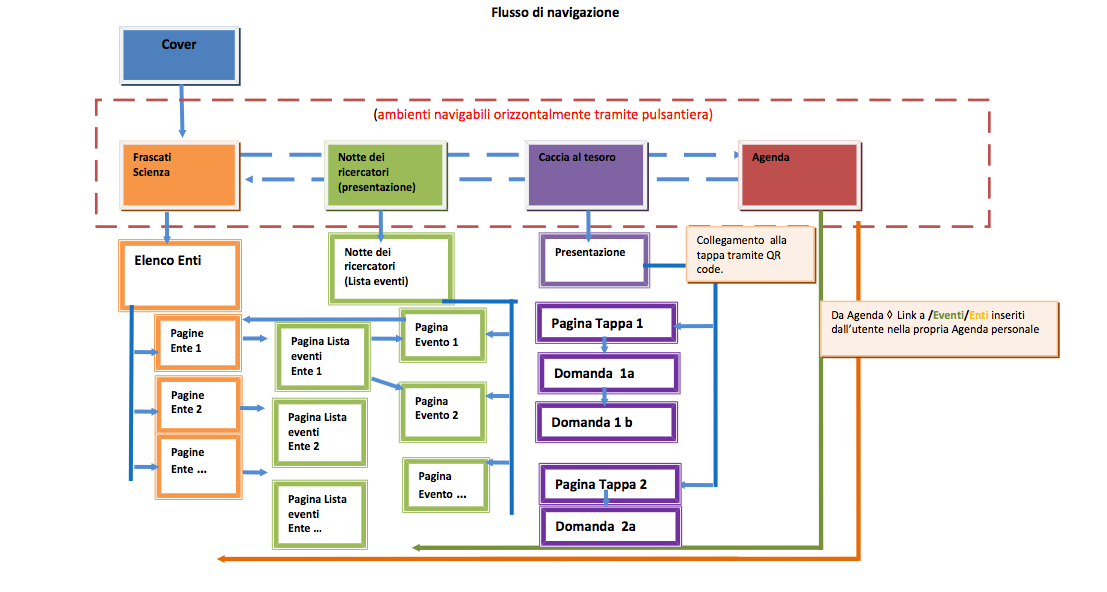 Flusso di navigazione
Cover
(ambienti navigabili orizzontalmente tramite pulsantiera)
Frascati
Scienza
Notte dei
ricercatori
(presentazione)
Caccia al tesoro
Agenda
Elenco Enti
Notte dei
ricercatori
(Lista eventi)
Presentazione
Collegamento alla
tappa tramite QR
code.
Pagine
Ente 1
Pagina Lista
eventi
Ente 1
Pagina
Evento 1
Pagina Tappa 1
Da Agenda ◊ Link a /Eventi/Enti inseriti
dall'utente nella propria Agenda personale
Domanda 1a
Pagine
Ente 2
Pagina Lista
eventi
Ente 2
Pagina
Evento 2
Domanda 1 b
Pagine
Ente ...
Pagina Lista
eventi
Ente ...
Pagina
Evento ...
Pagina Tappa 2
Domanda 2a